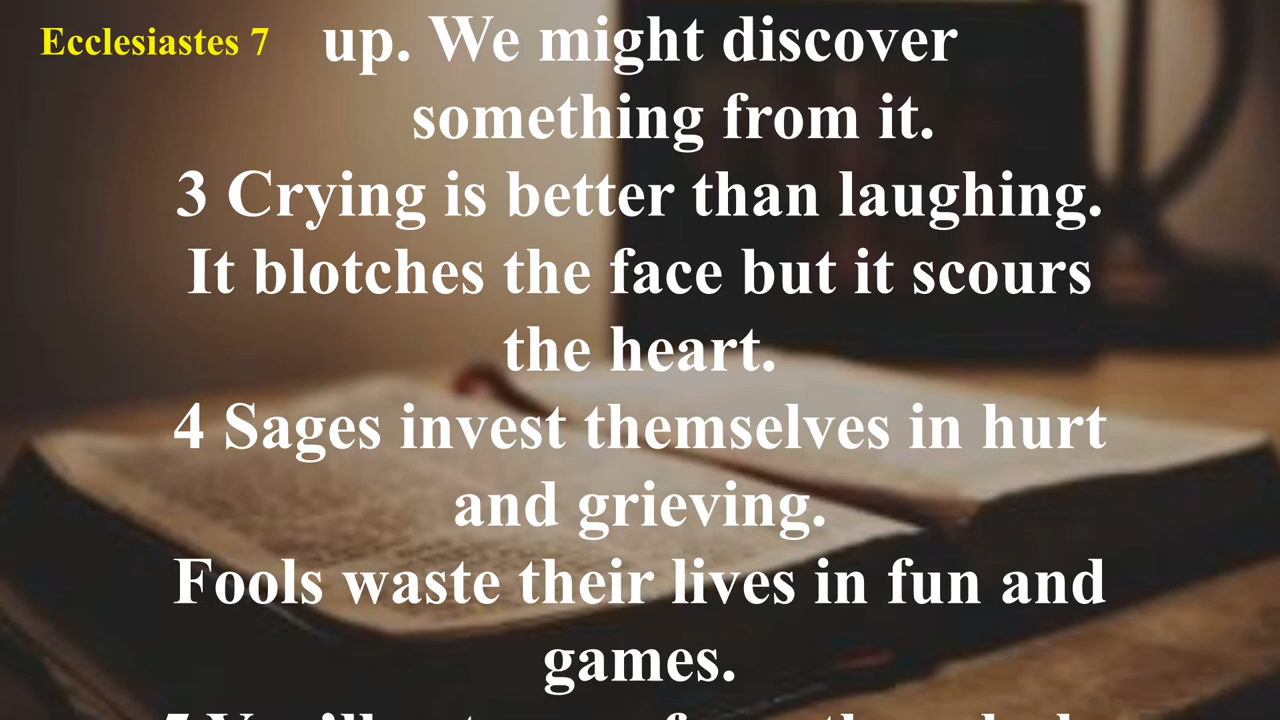 Ecclesiastes 7
up. We might discover
something from it.
3 Crying is better than laughing.
It blotches the face but it scours
the heart.
4 Sages invest themselves in hurt
and grieving.
Fools waste their lives in fun and
games.